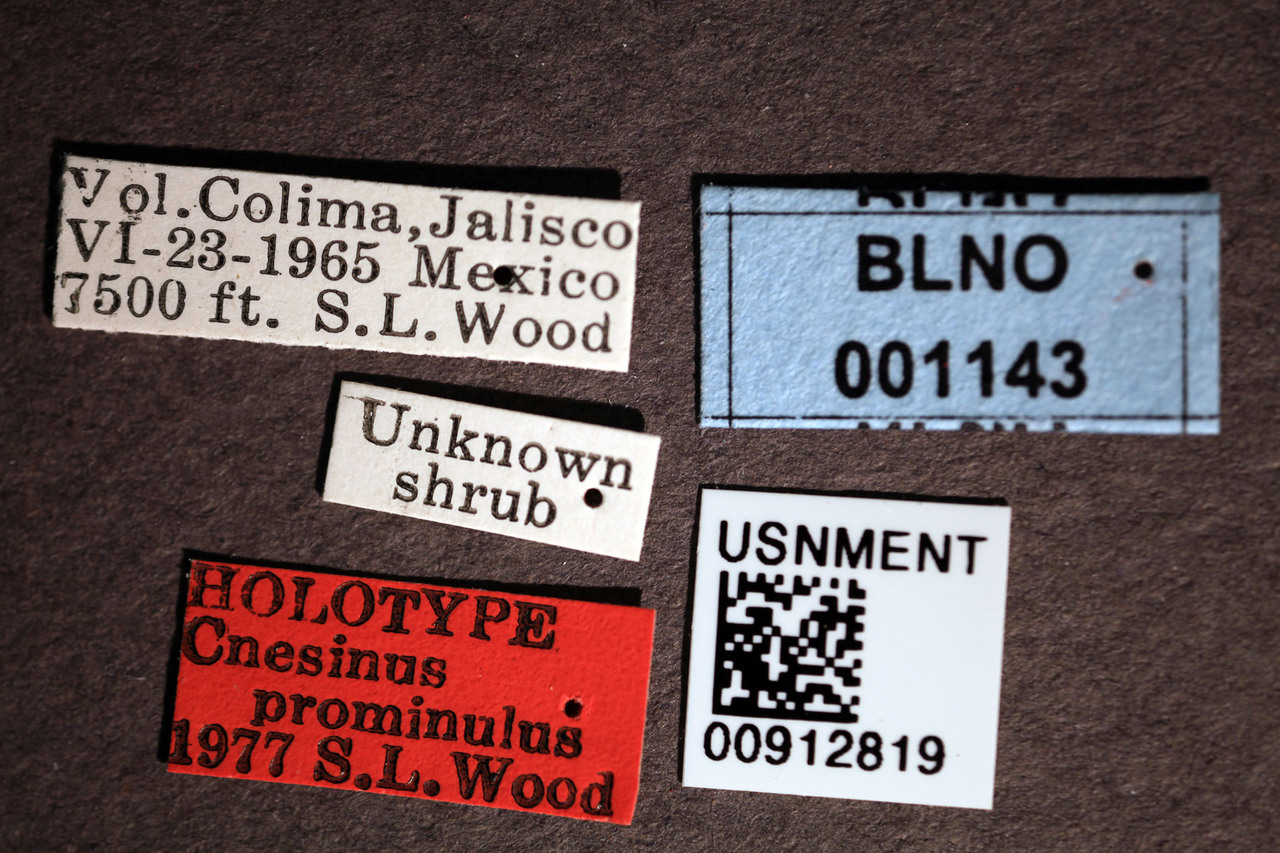 Vol.Colima,Jalisco
VI-23-1965 Mexico
7500 ft. S.L.Wood
Unknown
shrub
HOLOTYPE
Cnesinus
prominulus
1977 S.L.Wood
BLNO
001143
USNMENT
00912819